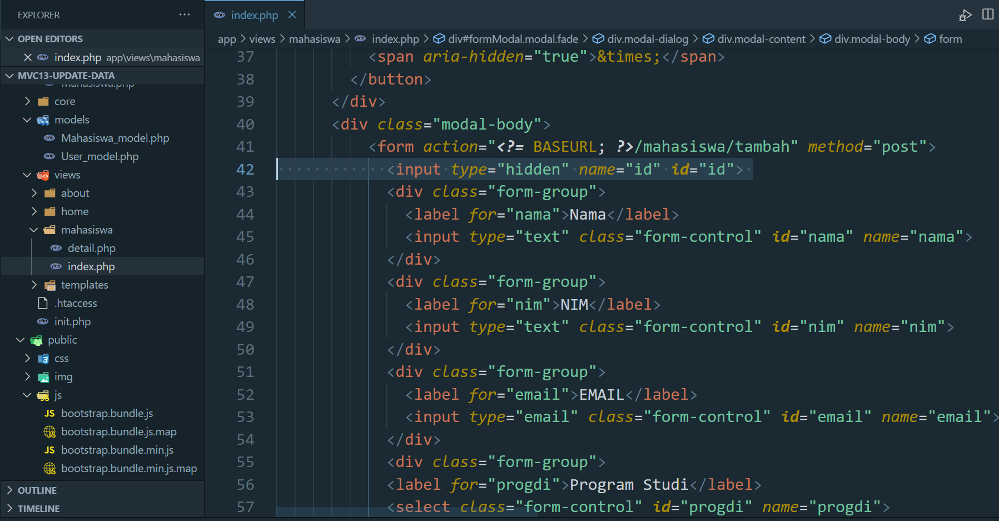 EXPLORER
···
OPEN EDITORS
index.php app\views\mahasiswa
MVC13-UPDATE-DATA
Mahasiswa.php
core
models
Mahasiswa_model.php
User_model.php
views
about
home
mahasiswa
detail.php
index.php
templates
.htaccess
init.php
public
css
img
js
JS bootstrap.bundle.js
bootstrap.bundle.js.map
JS bootstrap.bundle.min.js
bootstrap.bundle.min.js.map
OUTLINE
TIMELINE
index.php
app > views > mahasiswa > index.php > div#formModal.modal.fade > div.modal-dialog > div.modal-content > div.modal-body > form
37 <span aria-hidden="true">&times;</span>
38 </button>
39 </div>
40 <div class="modal-body">
41 <form action="<?= BASEURL; ?>/mahasiswa/tambah" method="post">
42 <input type="hidden" name="id" id="id">
43 <div class="form-group">
44 <label for="nama">Nama</label>
45 <input type="text" class="form-control" id="nama" name="nama">
46 </div>
47 <div class="form-group">
48 <label for="nim">NIM</label>
49 <input type="text" class="form-control" id="nim" name="nim">
50 </div>
51 <div class="form-group">
52 <label for="email">EMAIL</label>
53 <input type="email" class="form-control" id="email" name="email">
54 </div>
55 <div class="form-group">
56 <label for="progdi">Program Studi</label>
57 <select class="form-control" id="progdi" name="progdi">